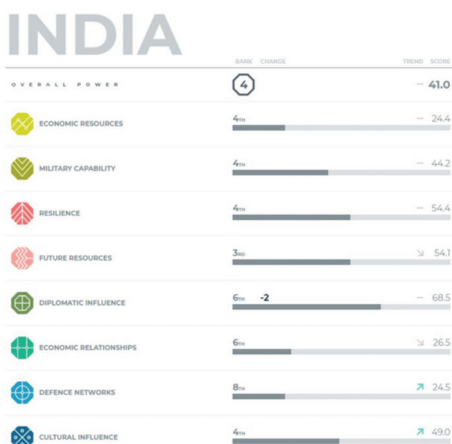 INDIA
RANK CHANGE TREND SCORE
OVERALL POWER 4 – 41.0
ECONOMIC RESOURCES 4TH – 24.4
MILITARY CAPABILITY 4TH – 44.2
RESILIENCE 4TH – 54.4
FUTURE RESOURCES 3RD ↘ 54.1
DIPLOMATIC INFLUENCE 6TH -2 – 68.5
ECONOMIC RELATIONSHIPS 6TH ↘ 26.5
DEFENCE NETWORKS 8TH ↗ 24.5
CULTURAL INFLUENCE 4TH ↗ 49.0